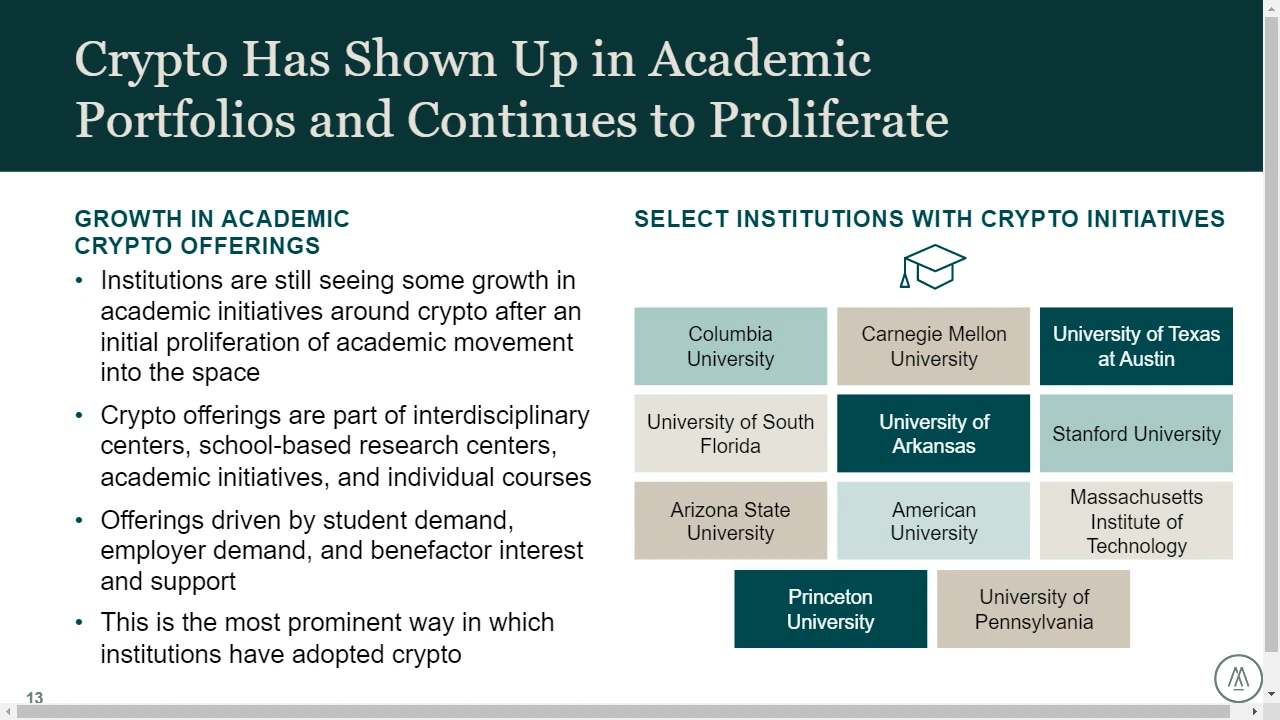 Crypto Has Shown Up in Academic
Portfolios and Continues to Proliferate
GROWTH IN ACADEMIC
CRYPTO OFFERINGS
• Institutions are still seeing some growth in
academic initiatives around crypto after an
initial proliferation of academic movement
into the space
• Crypto offerings are part of interdisciplinary
centers, school-based research centers,
academic initiatives, and individual courses
• Offerings driven by student demand,
employer demand, and benefactor interest
and support
• This is the most prominent way in which
institutions have adopted crypto
SELECT INSTITUTIONS WITH CRYPTO INITIATIVES
Columbia
University
Carnegie Mellon
University
University of Texas
at Austin
University of South
Florida
University of
Arkansas
Stanford University
Arizona State
University
American
University
Massachusetts
Institute of
Technology
Princeton
University
University of
Pennsylvania
13